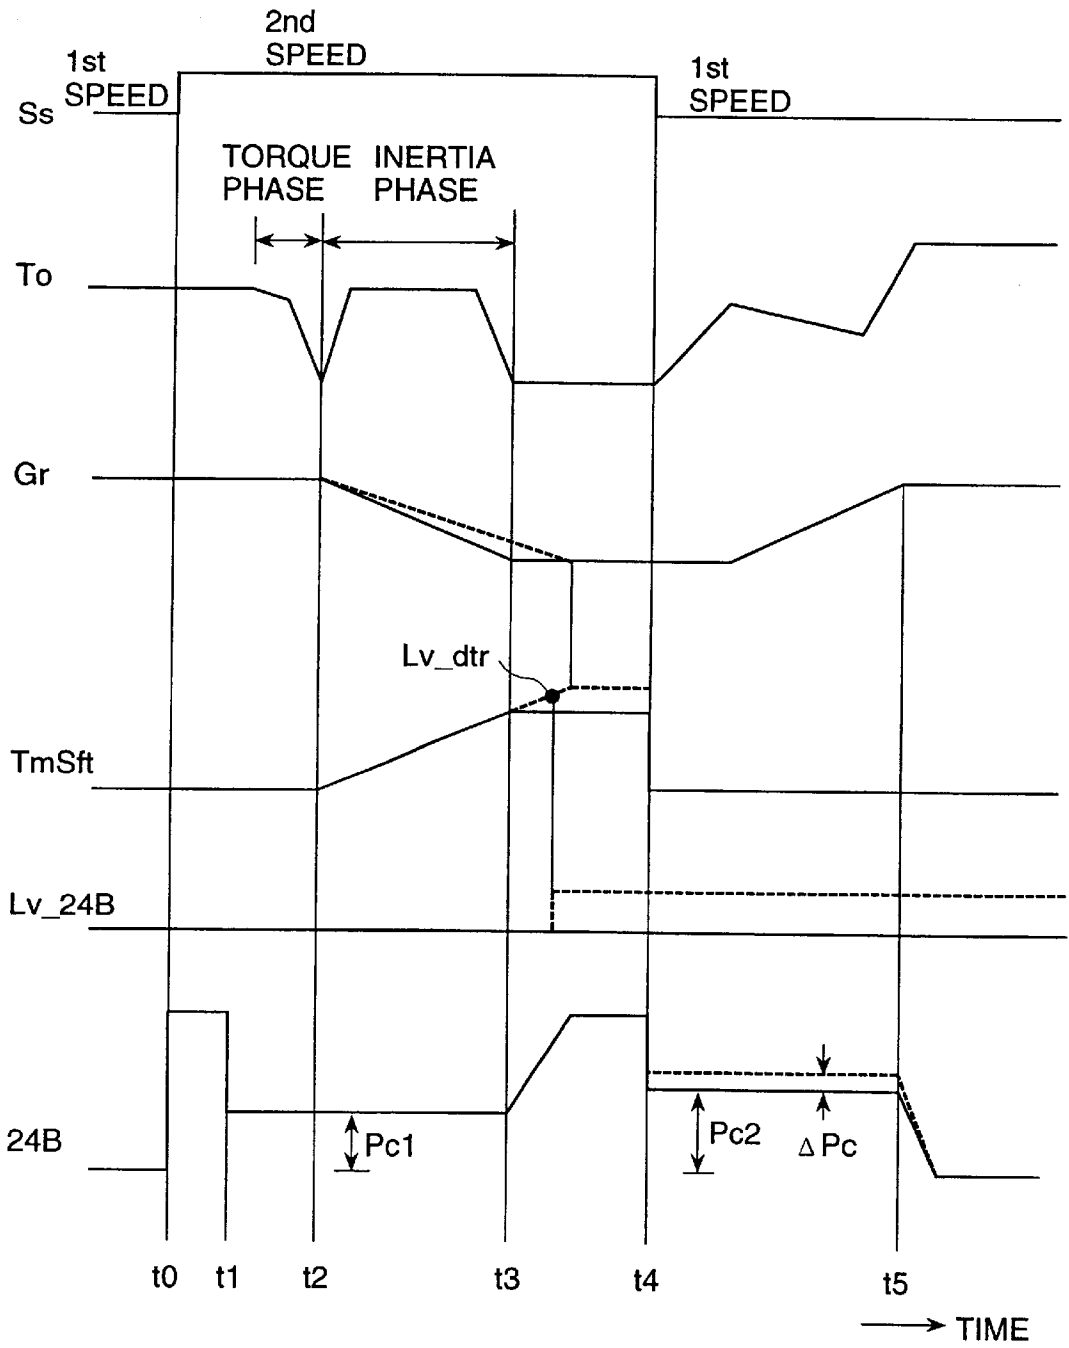 2nd
SPEED
1st
SPEED
1st
SPEED
Ss
TORQUE
PHASE
INERTIA
PHASE
To
Gr
Lv_dtr
TmSft
Lv_24B
24B
Pc1
Pc2
Δ Pc
t0
t1
t2
t3
t4
t5
TIME